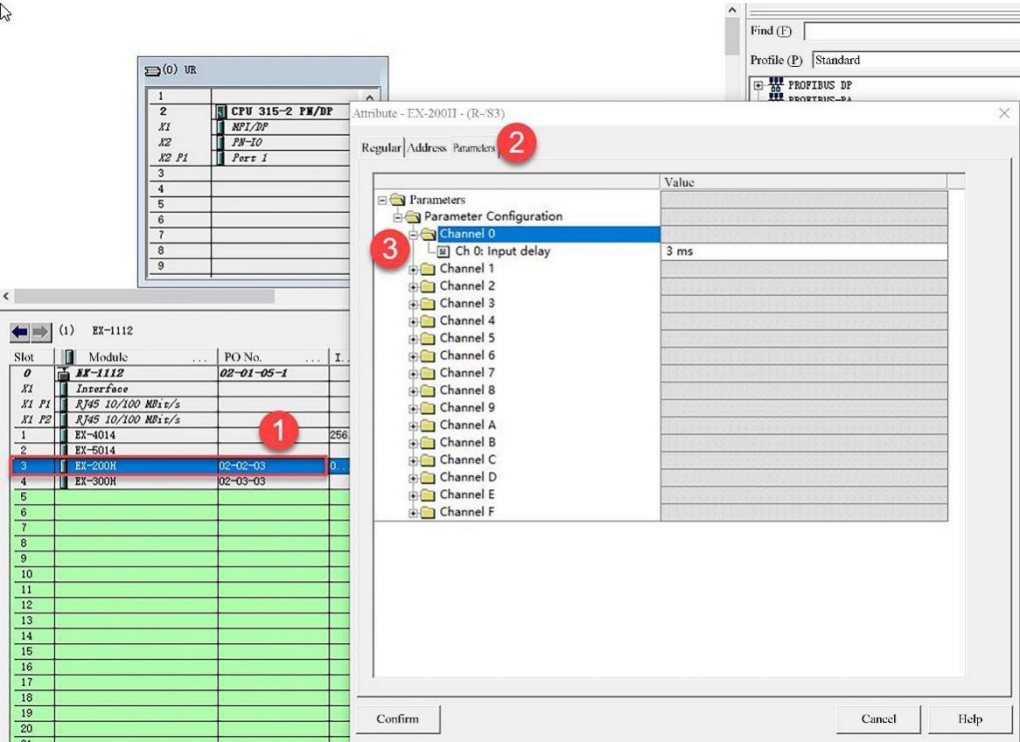 Find (F)
Profile (P) Standard
PROFIBUS DP
PROFIBUS-PA
(0) UR
1
2 CPU 315-2 PN/DP
X1 MPI/DP
X2 PN-IO
X2 P1 Port 1
3
4
5
6
7
8
9
Attribute - EX-200H - (R-/S3)
Regular Address Parameters 2
Value
Parameters
Parameter Configuration
Channel 0
3
Ch 0: Input delay 3 ms
Channel 1
Channel 2
Channel 3
Channel 4
Channel 5
Channel 6
Channel 7
Channel 8
Channel 9
Channel A
Channel B
Channel C
Channel D
Channel E
Channel F
Confirm Cancel Help
(1) EX-1112
Slot Module ... PO No. ... I..
0 EX-1112 02-01-05-1
X1 Interface
X1 P1 RJ45 10/100 MBit/s
X1 P2 RJ45 10/100 MBit/s
1
1 EX-4014 256.
2 EX-5014
3 EX-200H 02-02-03 0...
4 EX-300H 02-03-03
5
6
7
8
9
10
11
12
13
14
15
16
17
18
19
20